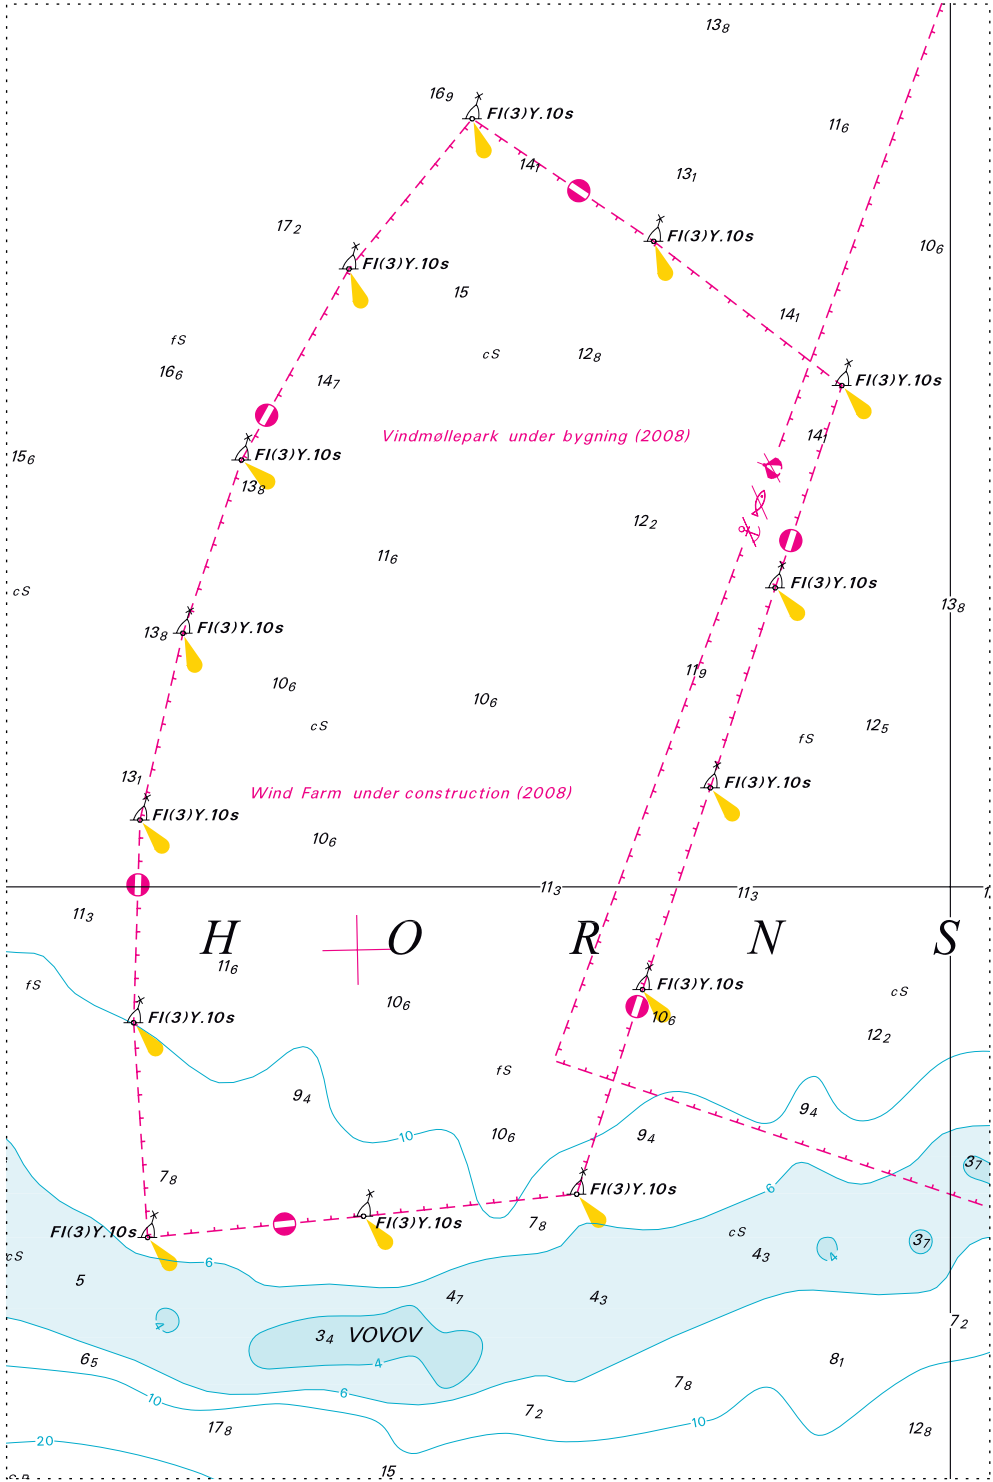 13₈
16₉
Fl(3)Y.10s
11₆
14₁
13₁
17₂
Fl(3)Y.10s
10₆
Fl(3)Y.10s
15
14₁
fS
cS
12₈
16₆
14₇
Fl(3)Y.10s
Vindmøllepark under bygning (2008)
14₁
15₆
Fl(3)Y.10s
13₈
12₂
11₆
Fl(3)Y.10s
cS
13₈
13₈
Fl(3)Y.10s
11₉
10₆
10₆
cS
12₅
fS
13₁
Fl(3)Y.10s
Wind Farm under construction (2008)
Fl(3)Y.10s
10₆
11₃
11₃
11₃
H O R N S
11₆
fS
Fl(3)Y.10s
cS
10₆
Fl(3)Y.10s
10₆
12₂
fS
9₄
9₄
10
10₆
9₄
3₇
7₈
6
Fl(3)Y.10s
Fl(3)Y.10s
7₈
Fl(3)Y.10s
cS
3₇
cS
6
4₃
4
5
4₇
4₃
4
3₄ VOVOV
7₂
6₅
4
8₁
7₈
6
10
7₂
10
17₈
12₈
20
15